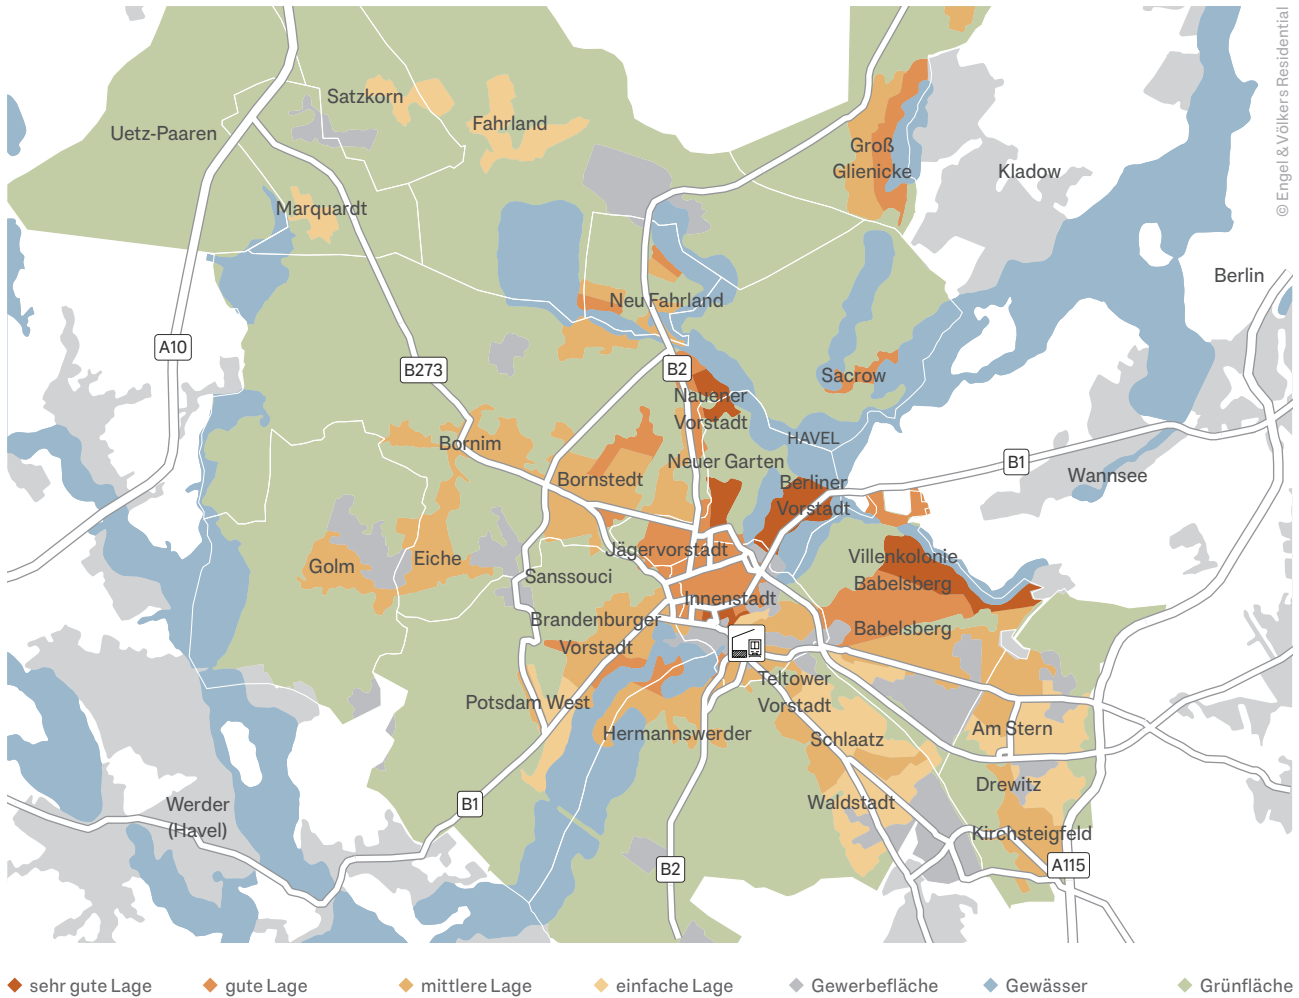 © Engel & Völkers Residential
Satzkorn
Fahrland
Uetz-Paaren
Groß
Glienicke
Kladow
Marquardt
Berlin
Neu Fahrland
A10
B273
B2
Sacrow
Nauener
Vorstadt
HAVEL
Bornim
Neuer Garten
B1
Wannsee
Bornstedt
Berliner
Vorstadt
Jägervorstadt
Villenkolonie
Babelsberg
Golm
Eiche
Sanssouci
Innenstadt
Brandenburger
Vorstadt
Babelsberg
Teltower
Vorstadt
Potsdam West
Hermannswerder
Schlaatz
Am Stern
Drewitz
Waldstadt
Werder
(Havel)
B1
Kirchsteigfeld
B2
A115
sehr gute Lage
gute Lage
mittlere Lage
einfache Lage
Gewerbefläche
Gewässer
Grünfläche